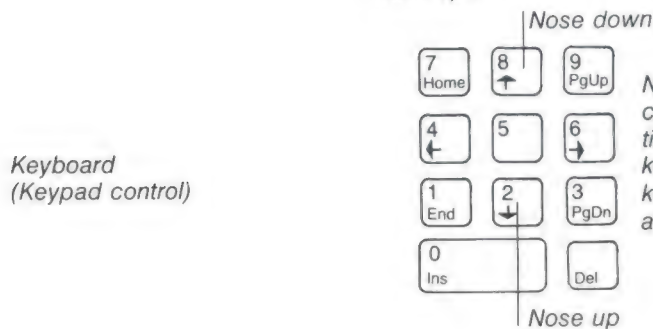 Nose down
7 8 9
Home ↑ PgUp
4 5 6
← →
Keyboard
(Keypad control)
1 2 3
End ↓ PgDn
0
Ins Del
Nose up